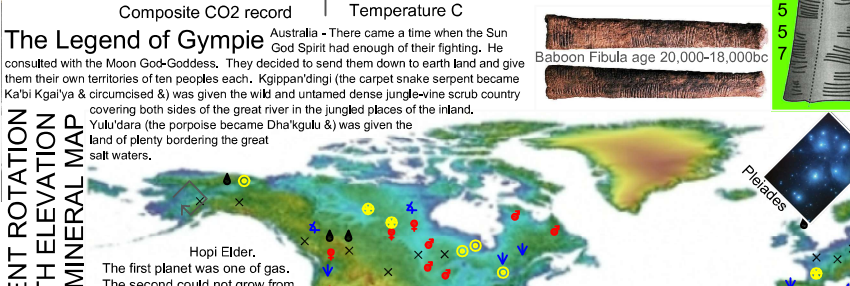 Composite CO2 record
Temperature C
The Legend of Gympie
Australia - There came a time when the Sun
God Spirit had enough of their fighting. He
consulted with the Moon God-Goddess. They decided to send them down to earth land and give
them their own territories of ten peoples each. Kgippan'dingi (the carpet snake serpent became
Ka'bi Kgai'ya & circumcised &) was given the wild and untamed dense jungle-vine scrub country
covering both sides of the great river in the jungled places of the inland.
Yulu'dara (the porpoise became Dha'kgulu &) was given the
land of plenty bordering the great
salt waters.
Baboon Fibula age 20,000-18,000bc
5
5
7
ENT ROTATION
TH ELEVATION
MINERAL MAP
Pleiades
Hopi Elder.
The first planet was one of gas.
The second could not grow from